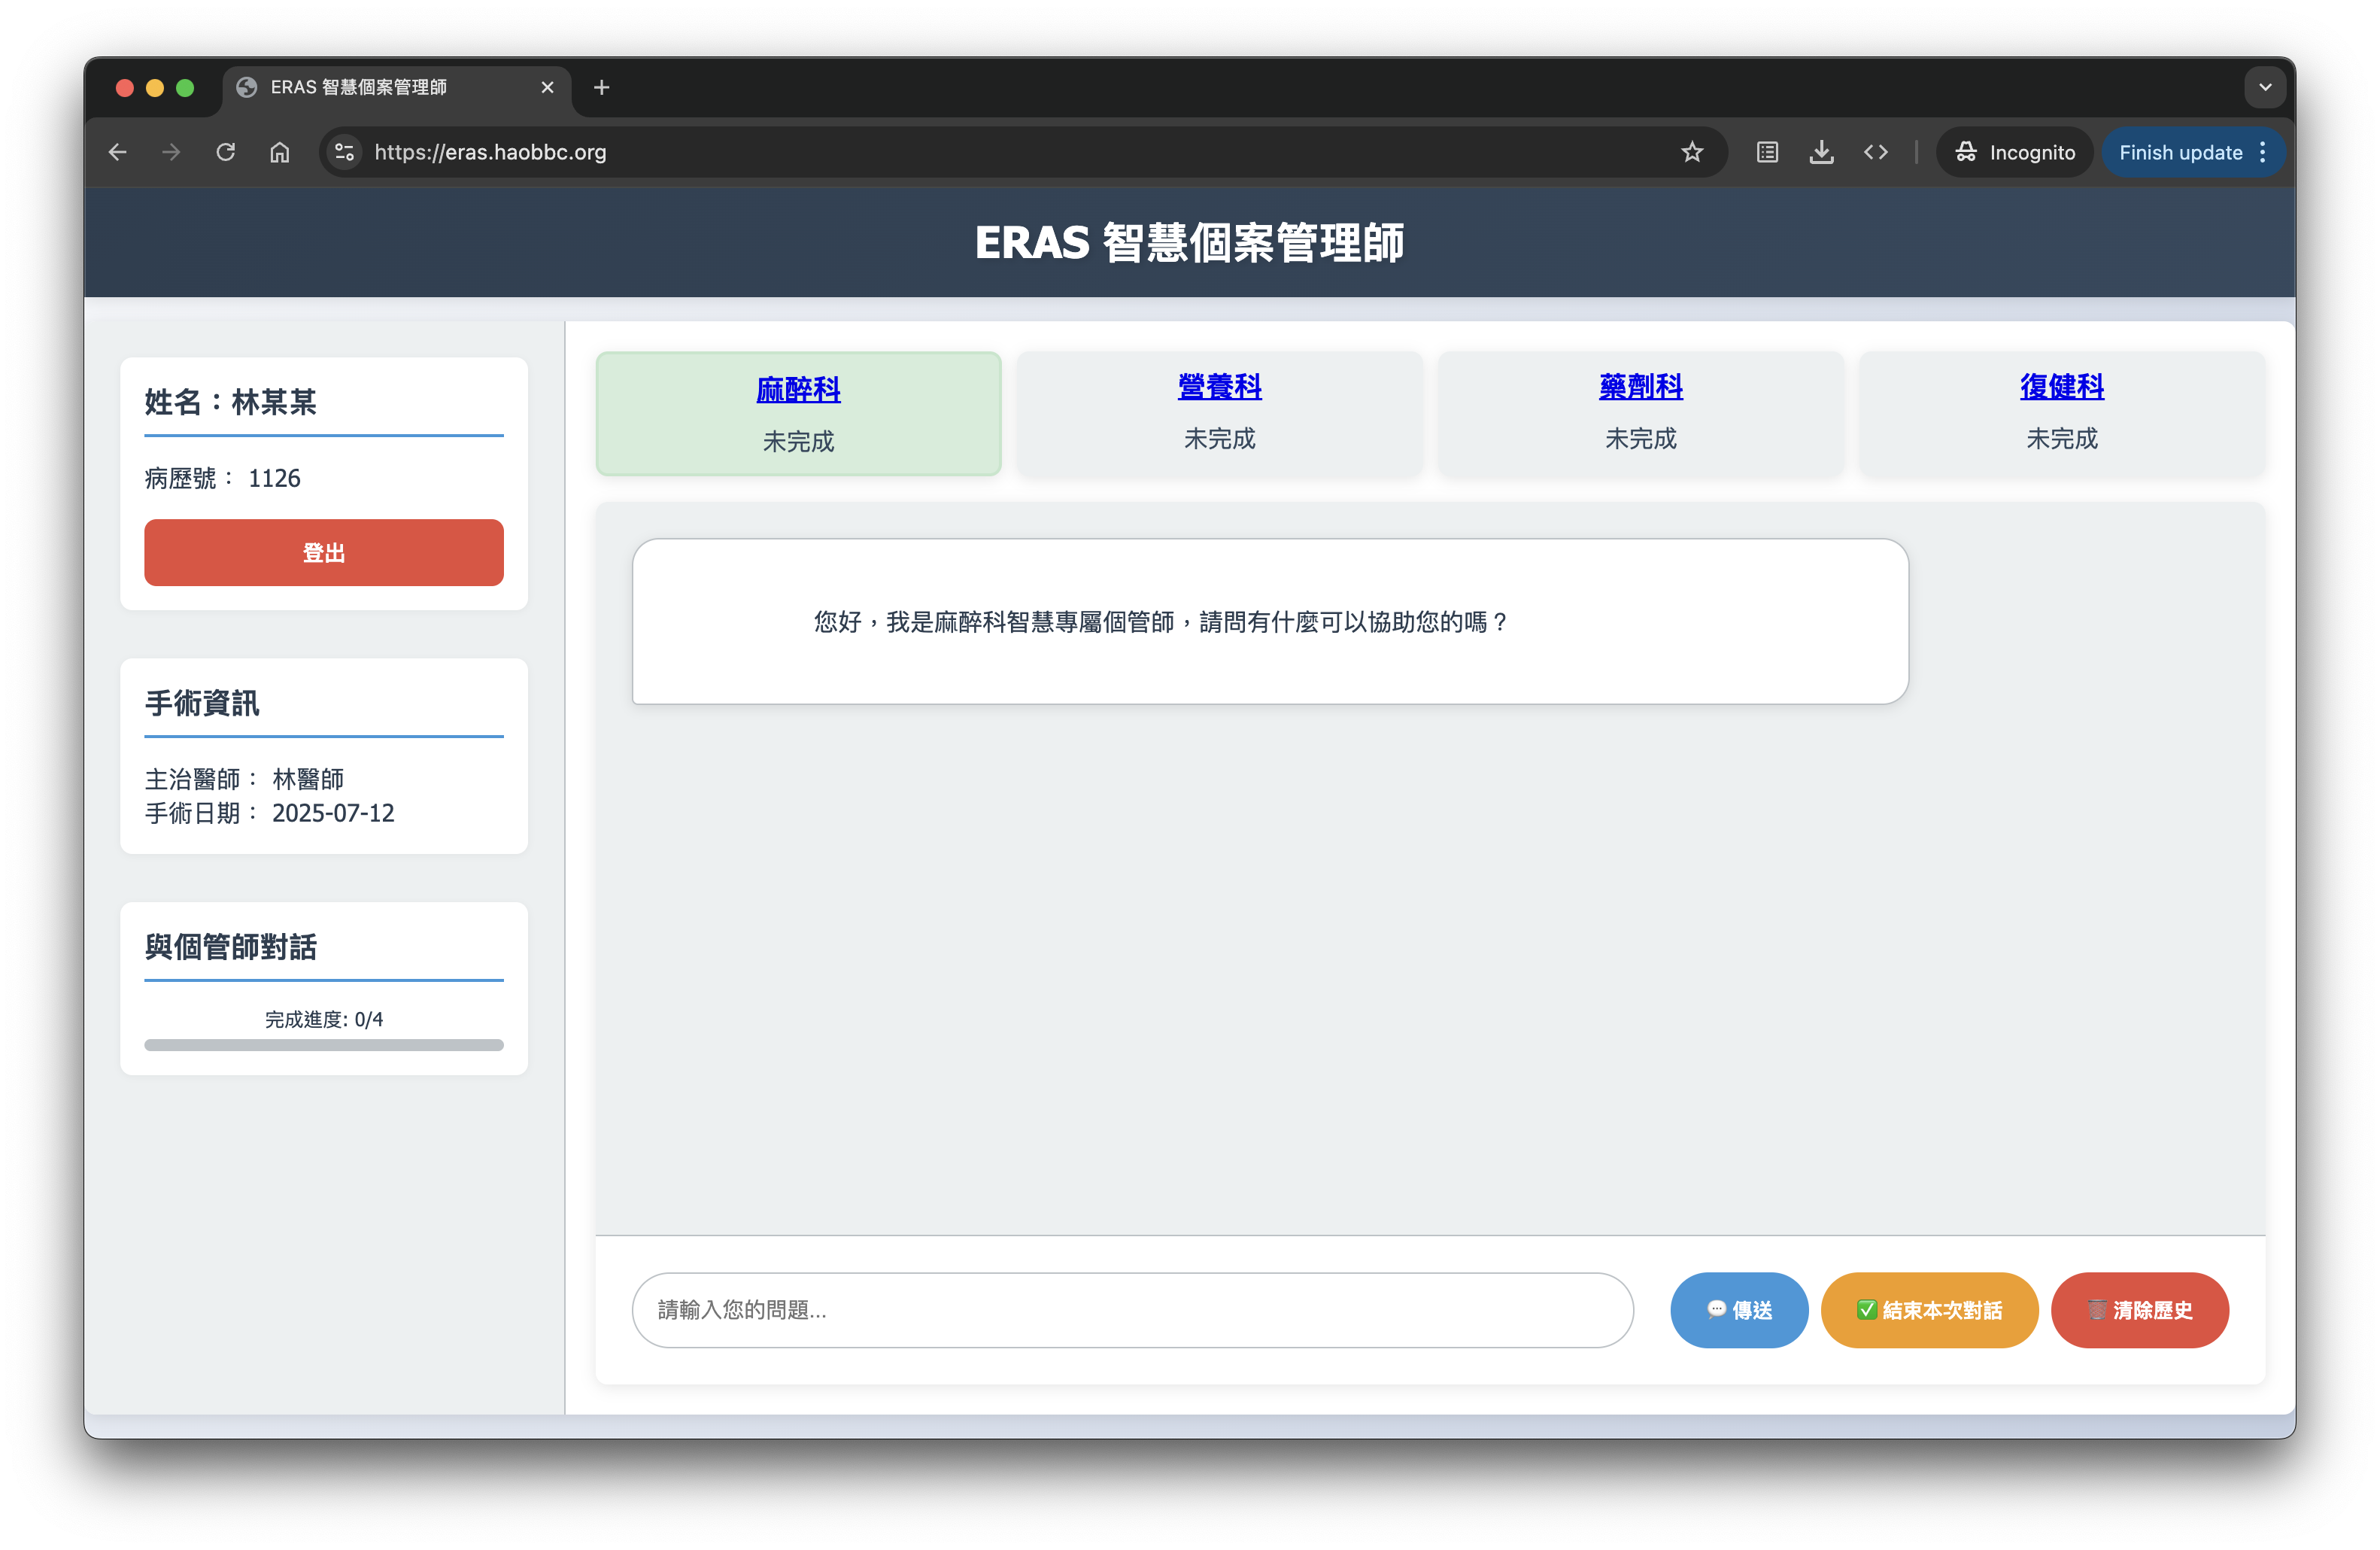 ERAS 智慧個案管理師
https://eras.haobbc.org
Incognito
Finish update
ERAS 智慧個案管理師
姓名：林某某
病歷號： 1126
登出
手術資訊
主治醫師： 林醫師
手術日期： 2025-07-12
與個管師對話
完成進度: 0/4
麻醉科
未完成
營養科
未完成
藥劑科
未完成
復健科
未完成
您好，我是麻醉科智慧專屬個管師，請問有什麼可以協助您的嗎？
請輸入您的問題...
💬 傳送
✅ 結束本次對話
🗑️ 清除歷史